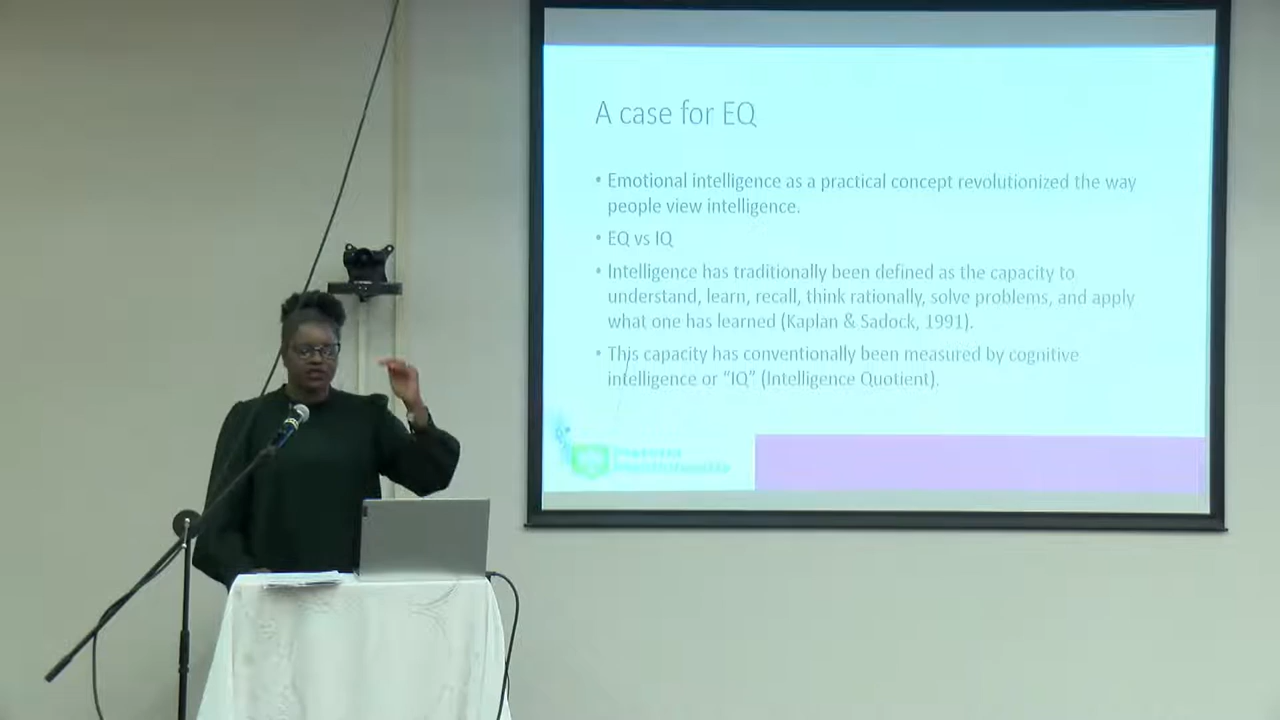 A case for EQ
• Emotional intelligence as a practical concept revolutionized the way
people view intelligence.
• EQ vs IQ
• Intelligence has traditionally been defined as the capacity to
understand, learn, recall, think rationally, solve problems, and apply
what one has learned (Kaplan & Sadock, 1991).
• This capacity has conventionally been measured by cognitive
intelligence or “IQ” (Intelligence Quotient).